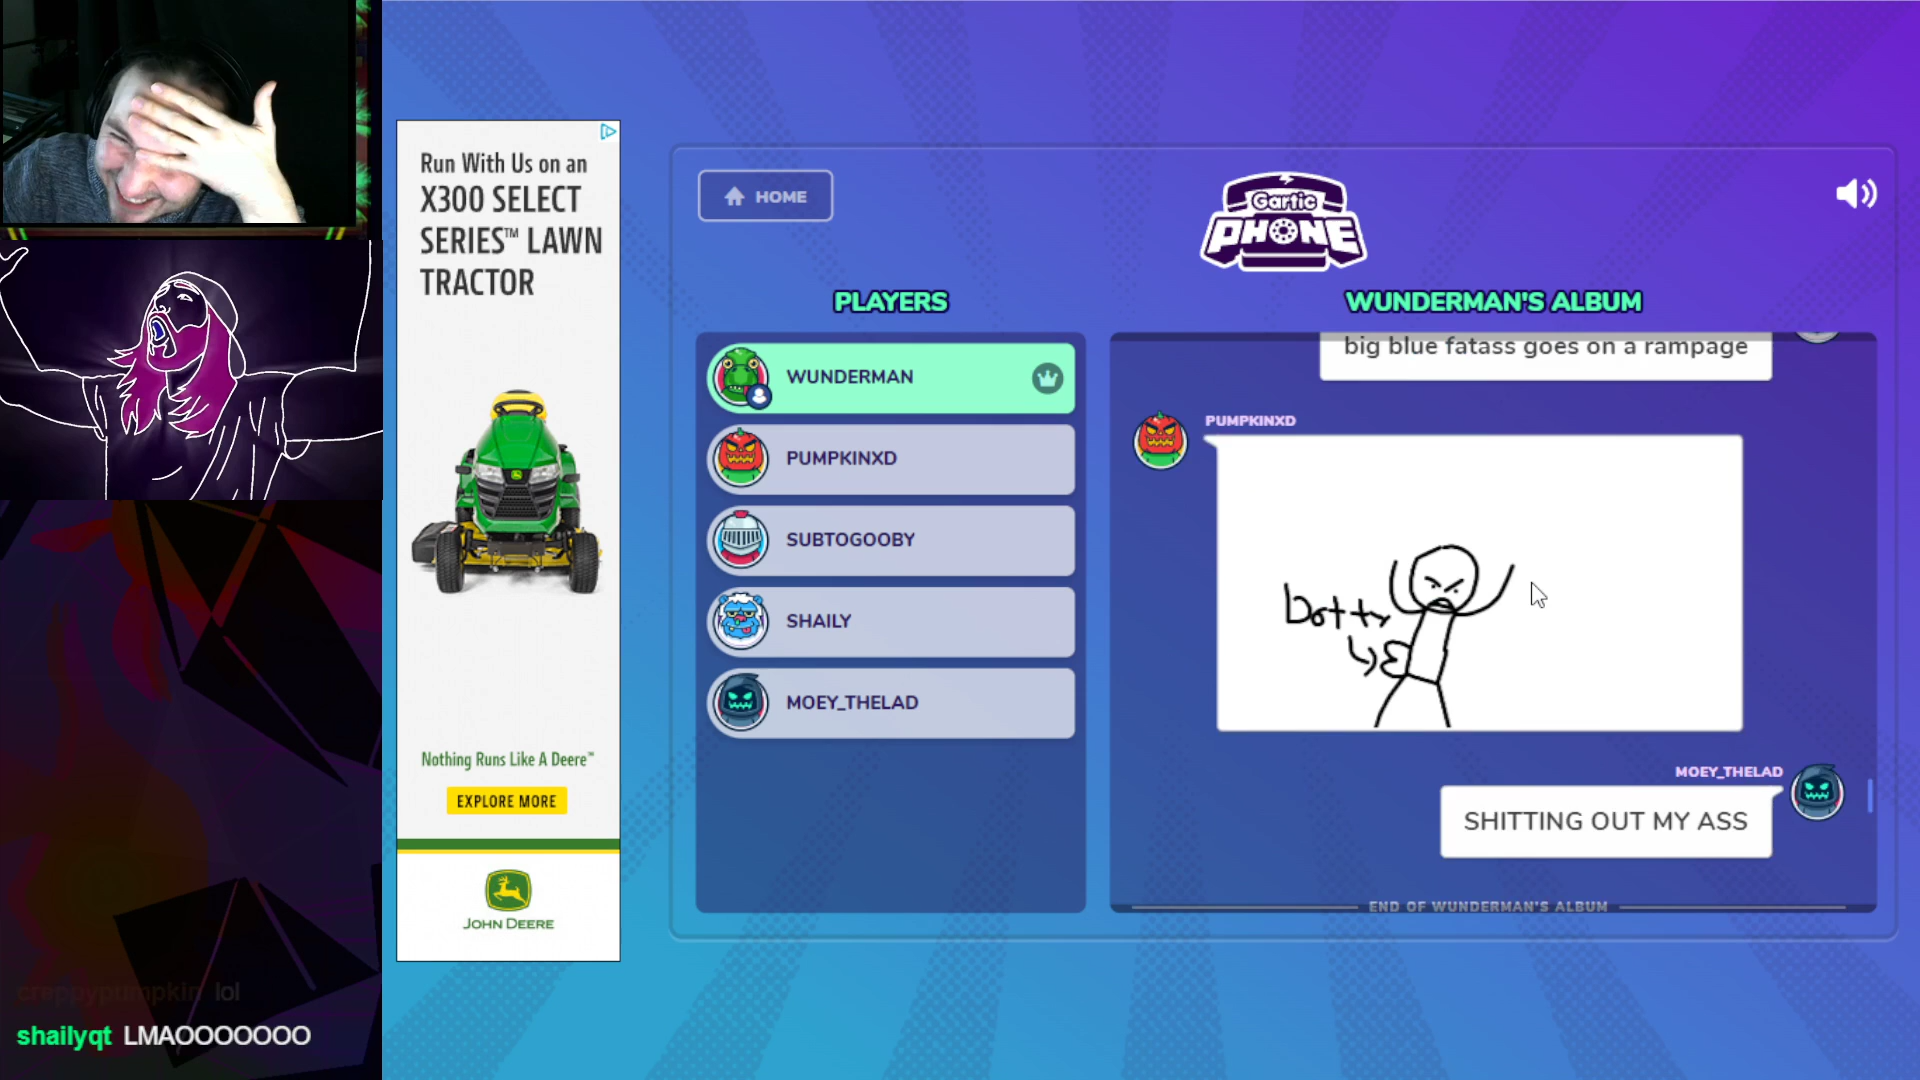 Run With Us on an
X300 SELECT
SERIES™ LAWN
TRACTOR
Nothing Runs Like A Deere™
EXPLORE MORE
JOHN DEERE
HOME
Gartic
PHONE
PLAYERS
WUNDERMAN
PUMPKINXD
SUBTOGOOBY
SHAILY
MOEY_THELAD
WUNDERMAN'S ALBUM
big blue fatass goes on a rampage
PUMPKINXD
MOEY_THELAD
SHITTING OUT MY ASS
END OF WUNDERMAN'S ALBUM
creppypumpkin lol
shailyqt LMAOOOOOOO